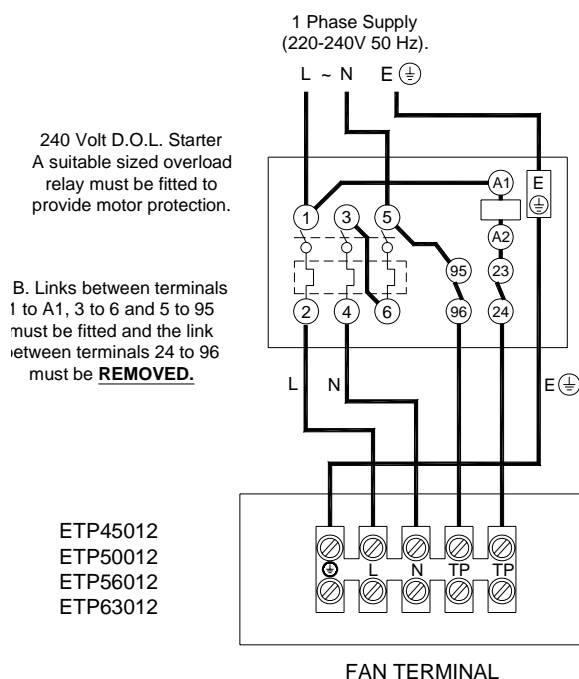 1 Phase Supply
(220-240V 50 Hz).
L ~ N E
240 Volt D.O.L. Starter
A suitable sized overload
relay must be fitted to
provide motor protection.
A1
E
1 3 5
A2
95 23
B. Links between terminals
1 to A1, 3 to 6 and 5 to 95
must be fitted and the link
between terminals 24 to 96
must be REMOVED.
2 4 6 96 24
L N E
ETP45012
ETP50012
ETP56012
ETP63012
L N TP TP
FAN TERMINAL